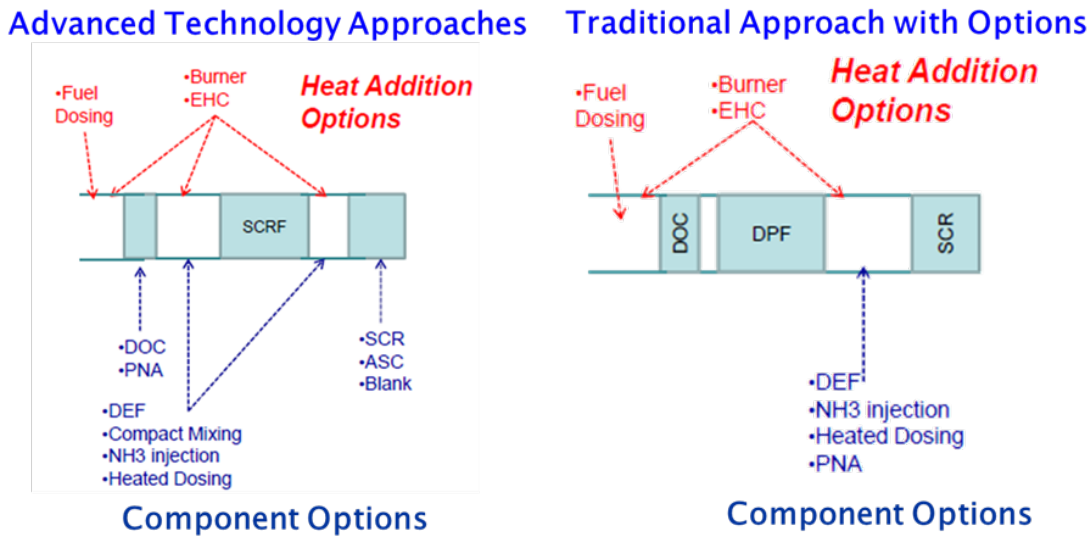 Advanced Technology Approaches
•Fuel
Dosing
•Burner
•EHC
Heat Addition
Options
SCRF
•DOC
•PNA
•SCR
•ASC
•Blank
•DEF
•Compact Mixing
•NH3 injection
•Heated Dosing
Component Options
Traditional Approach with Options
•Fuel
Dosing
•Burner
•EHC
Heat Addition
Options
DOC
DPF
SCR
•DEF
•NH3 injection
•Heated Dosing
•PNA
Component Options